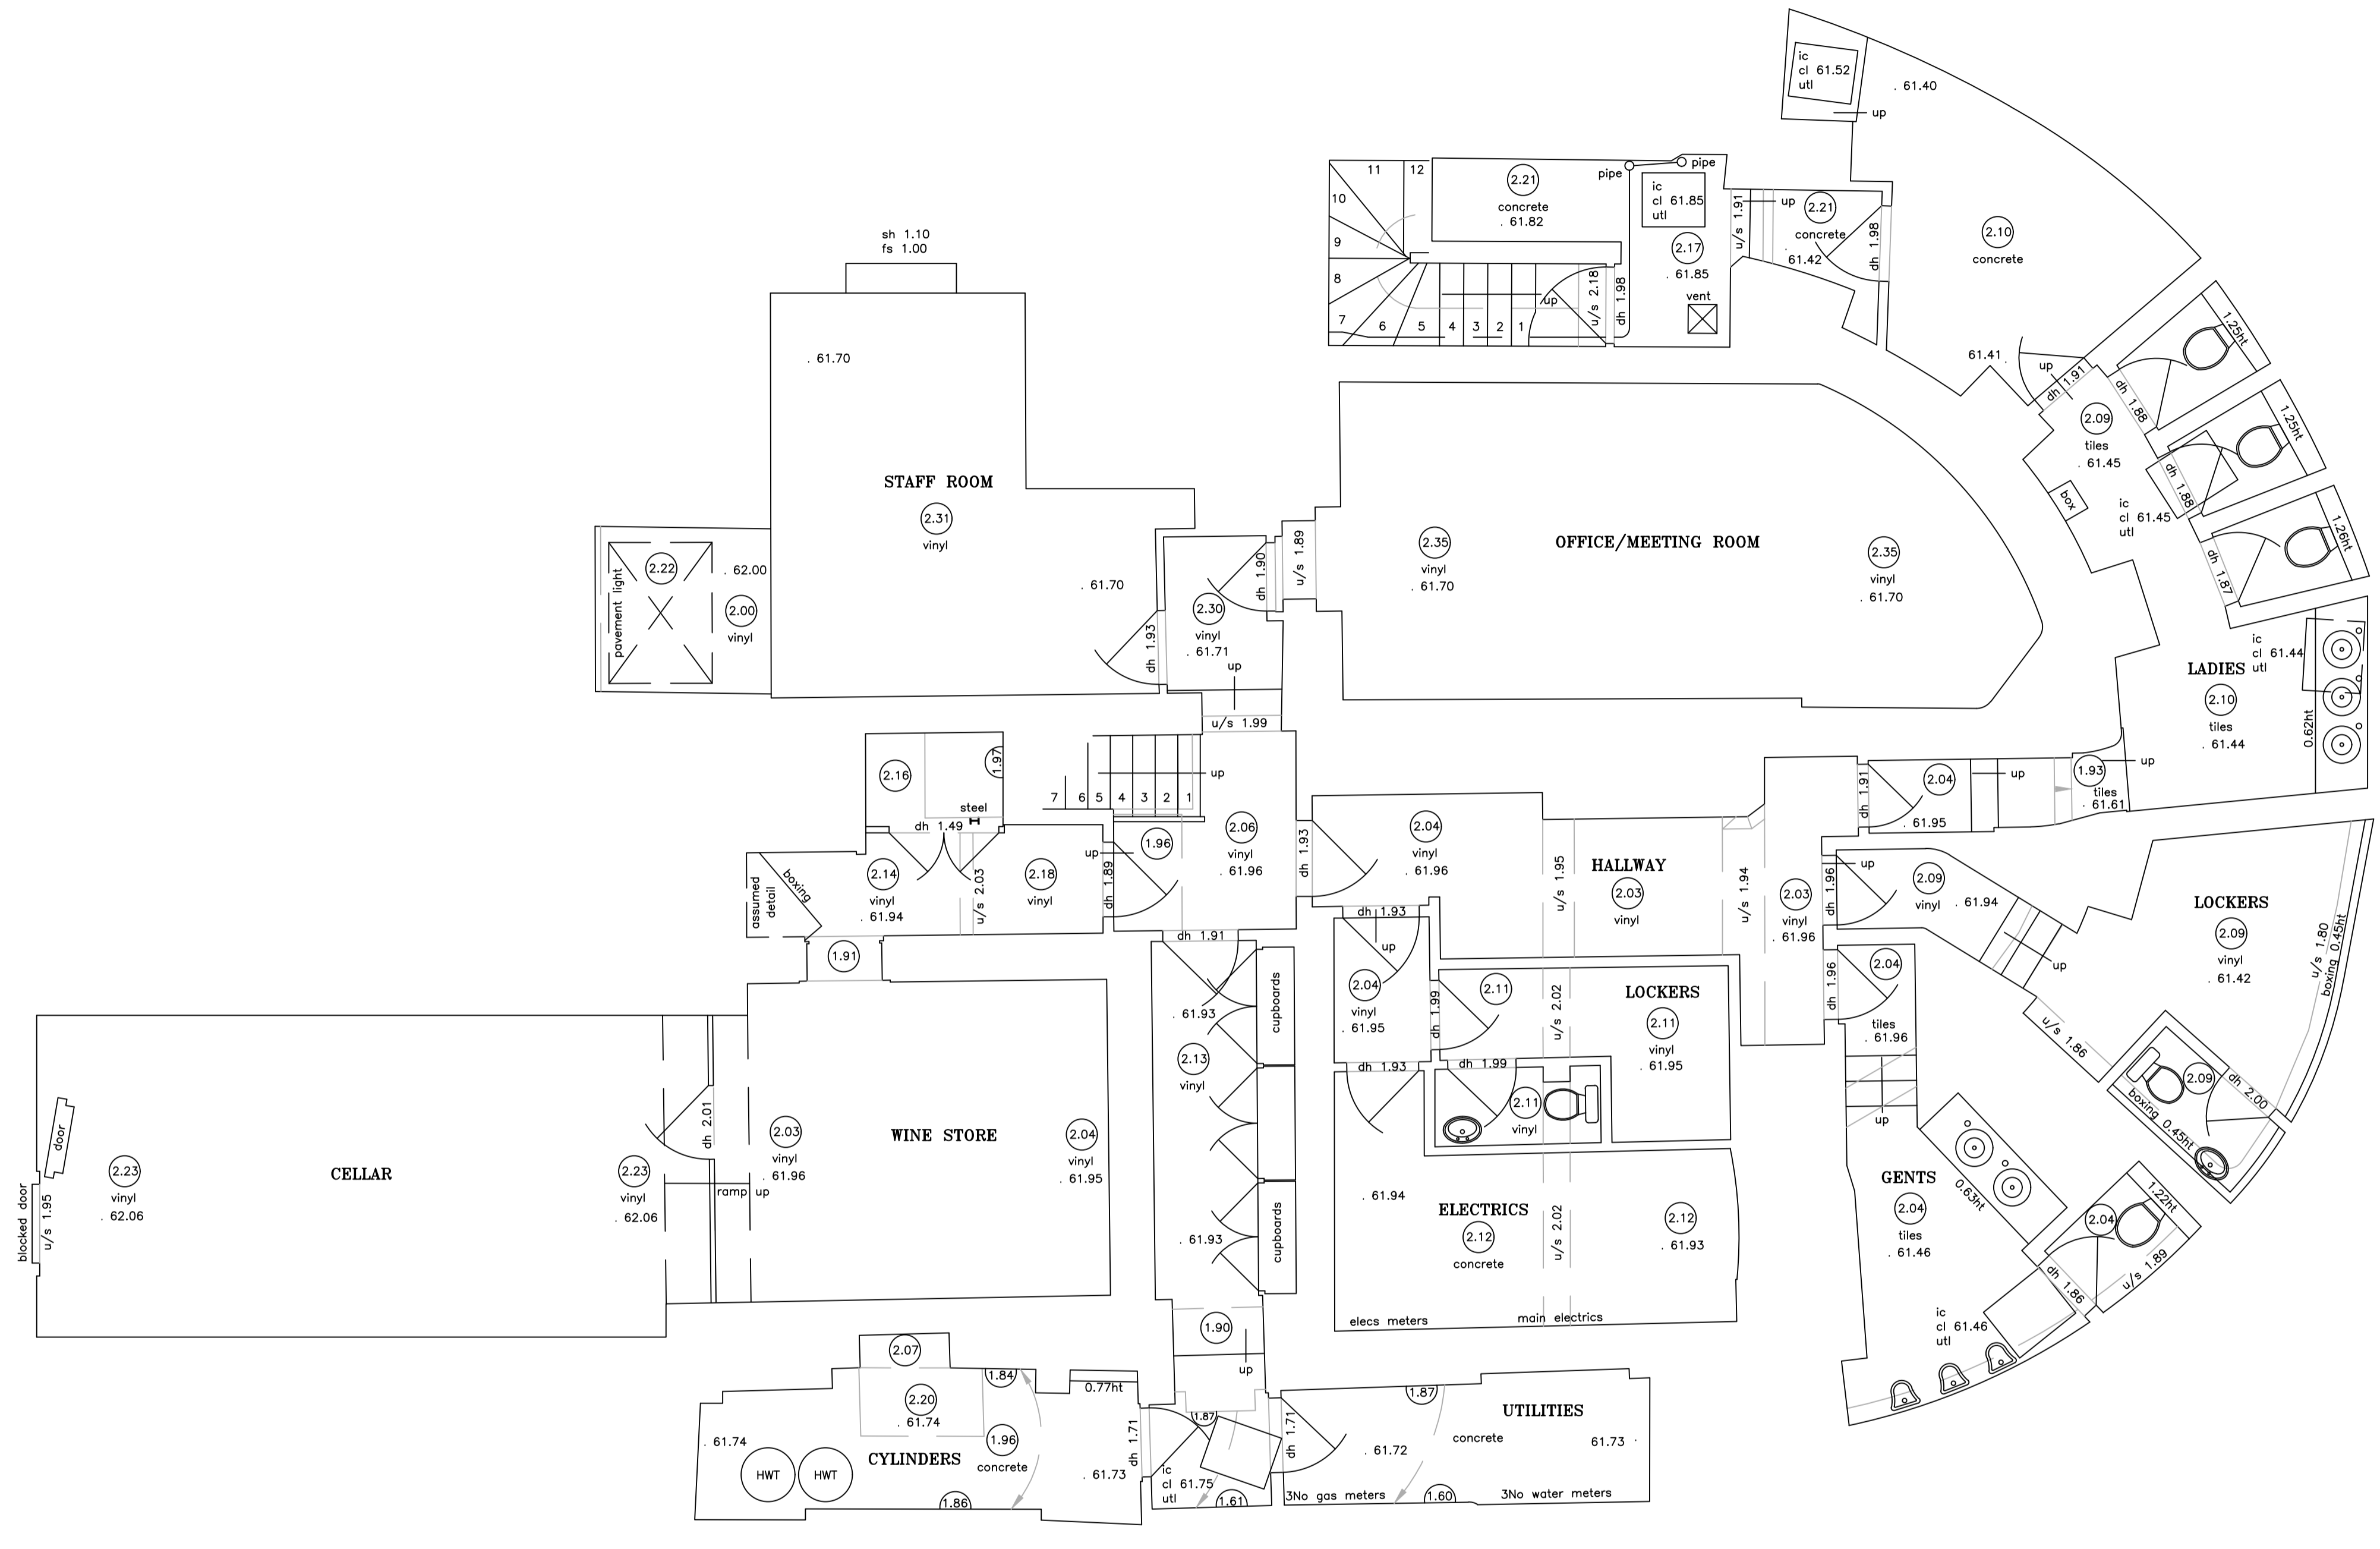 ic
cl 61.52
utl
. 61.40
up
11
12
10
9
8
7
6
5
4
3
2
1
up
2.21
concrete
. 61.82
u/s 2.18
dh 1.98
pipe
pipe
ic
cl 61.85
utl
2.17
. 61.85
vent
u/s 1.91
up
2.21
concrete
. 61.42
dh 1.98
2.10
concrete
61.41 .
up
dh 1.91
sh 1.10
fs 1.00
. 61.70
STAFF ROOM
2.31
vinyl
. 61.70
pavement light
2.22
. 62.00
2.00
vinyl
dh 1.93
2.30
vinyl
. 61.71
up
dh 1.90
u/s 1.89
u/s 1.99
OFFICE/MEETING ROOM
2.35
vinyl
. 61.70
2.35
vinyl
. 61.70
2.09
tiles
. 61.45
dh 1.88
1.25ht
dh 1.88
1.25ht
dh 1.87
1.26ht
box
ic
cl 61.45
utl
ic
cl 61.44
utl
LADIES
2.10
tiles
. 61.44
0.62ht
2.16
1.97
steel
dh 1.49
7
6
5
4
3
2
1
up
assumed
detail
boxing
2.14
vinyl
. 61.94
u/s 2.03
2.18
vinyl
up
dh 1.89
1.96
2.06
vinyl
. 61.96
dh 1.93
2.04
vinyl
. 61.96
dh 1.93
up
u/s 1.95
HALLWAY
2.03
vinyl
u/s 1.94
2.03
vinyl
. 61.96
dh 1.91
2.04
. 61.95
up
1.93
tiles
. 61.61
up
dh 1.96
up
2.09
vinyl
. 61.94
up
LOCKERS
2.09
vinyl
. 61.42
u/s 1.80
boxing 0.45ht
u/s 1.86
2.09
dh 2.00
boxing 0.45ht
1.91
dh 1.91
. 61.93
cupboards
2.13
vinyl
. 61.93
cupboards
2.04
vinyl
. 61.95
dh 1.99
2.11
u/s 2.02
LOCKERS
2.11
vinyl
. 61.95
dh 1.93
dh 1.99
2.11
vinyl
dh 1.96
2.04
tiles
. 61.96
up
CELLAR
door
blocked door
u/s 1.95
2.23
vinyl
. 62.06
2.23
vinyl
. 62.06
dh 2.01
ramp up
2.03
vinyl
. 61.96
WINE STORE
2.04
vinyl
. 61.95
. 61.94
ELECTRICS
2.12
concrete
u/s 2.02
2.12
. 61.93
elecs meters
main electrics
GENTS
2.04
tiles
. 61.46
0.63ht
1.22ht
2.04
dh 1.86
u/s 1.89
ic
cl 61.46
utl
1.90
up
2.07
2.20
. 61.74
1.84
0.77ht
. 61.74
HWT
HWT
CYLINDERS
1.96
concrete
1.86
. 61.73
dh 1.71
1.87
ic
cl 61.75
utl
1.61
dh 1.71
1.87
UTILITIES
concrete
. 61.72
61.73 .
3No gas meters
1.60
3No water meters